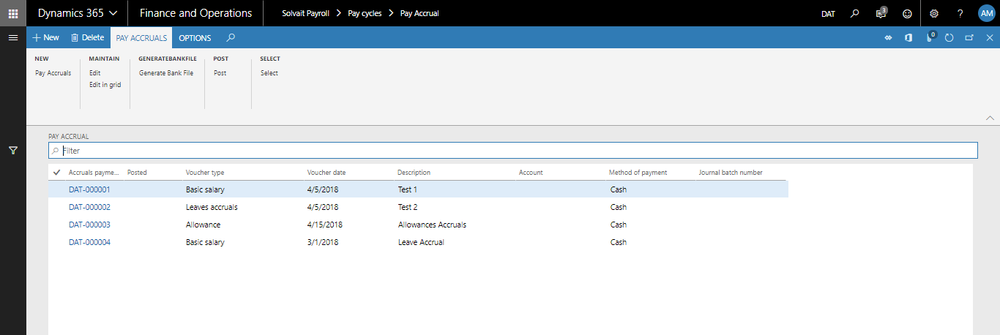 Dynamics 365 Finance and Operations Solvait Payroll > Pay cycles > Pay Accrual DAT 3 ? AM
+ New Delete PAY ACCRUALS OPTIONS 0
NEW MAINTAIN GENERATEBANKFILE POST SELECT
Pay Accruals Edit Generate Bank File Post Select
Edit in grid
PAY ACCRUAL
Filter
Accruals payme... Posted Voucher type Voucher date Description Account Method of payment Journal batch number
DAT-000001 Basic salary 4/5/2018 Test 1 Cash
DAT-000002 Leaves accruals 4/5/2018 Test 2 Cash
DAT-000003 Allowance 4/15/2018 Allowances Accruals Cash
DAT-000004 Basic salary 3/1/2018 Leave Accrual Cash